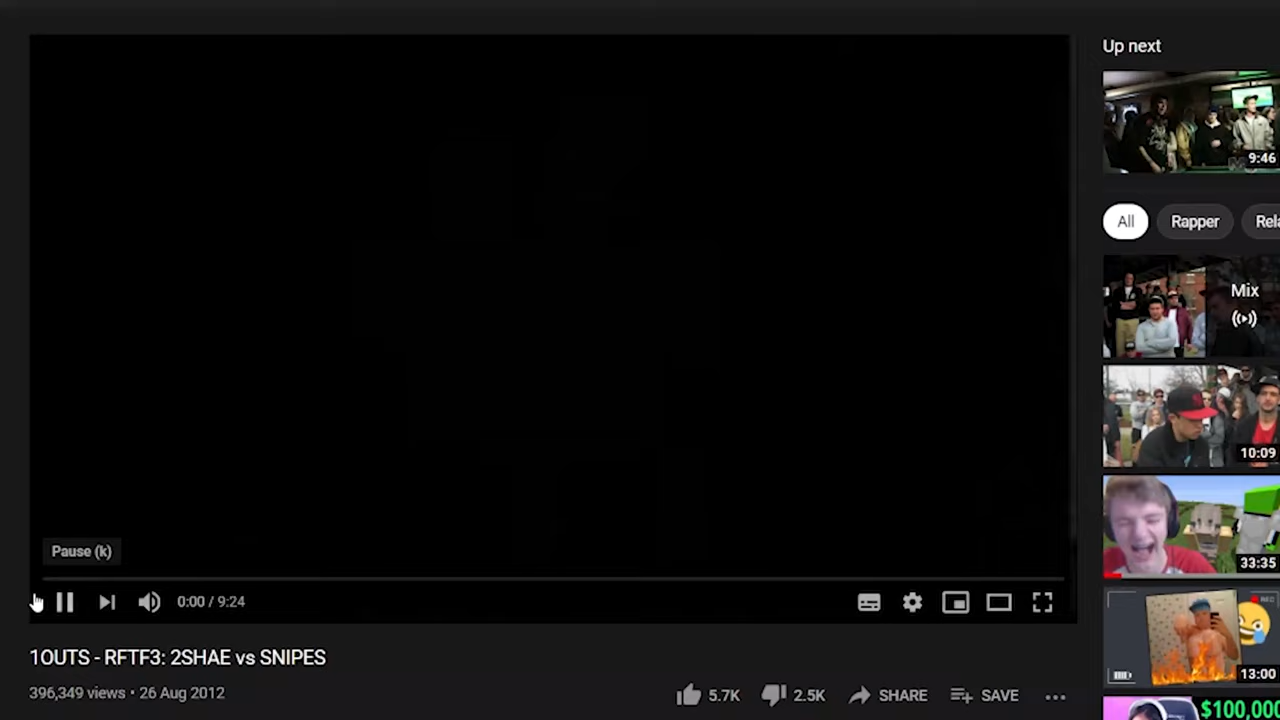 Up next
9:46
All Rapper Rela
Mix
10:09
33:35
Pause (k)
0:00 / 9:24
1OUTS - RFTF3: 2SHAE vs SNIPES
396,349 views • 26 Aug 2012
5.7K 2.5K SHARE SAVE
13:00
$100,000